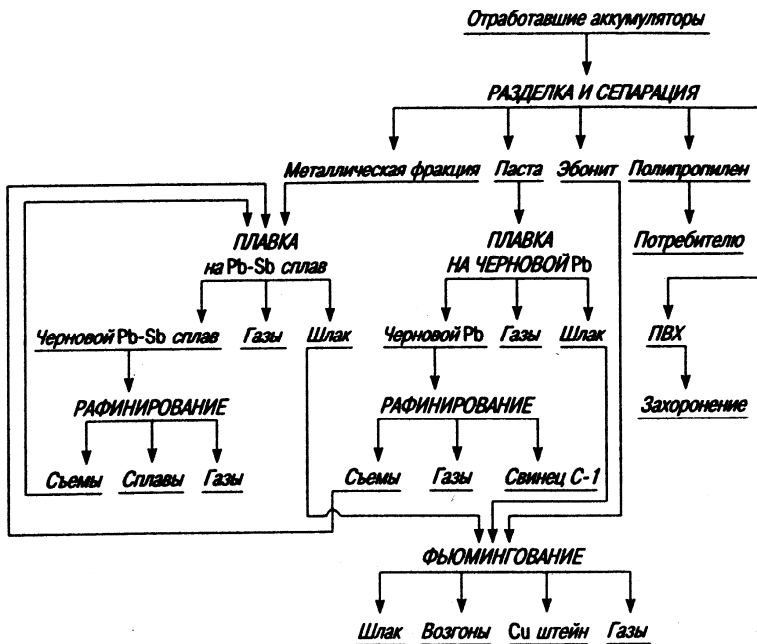 Отработавшие аккумуляторы
РАЗДЕЛКА И СЕПАРАЦИЯ
Металлическая фракция Паста Эбонит Полипропилен
ПЛАВКА
на Pb-Sb сплав
ПЛАВКА
НА ЧЕРНОВОЙ Pb
Потребителю
Черновой Pb-Sb сплав Газы Шлак Черновой Pb Газы Шлак ПВХ
РАФИНИРОВАНИЕ РАФИНИРОВАНИЕ Захоронение
Съемы Сплавы Газы Съемы Газы Свинец С-1
ФЬЮМИНГОВАНИЕ
Шлак Возгоны Cu штейн Газы